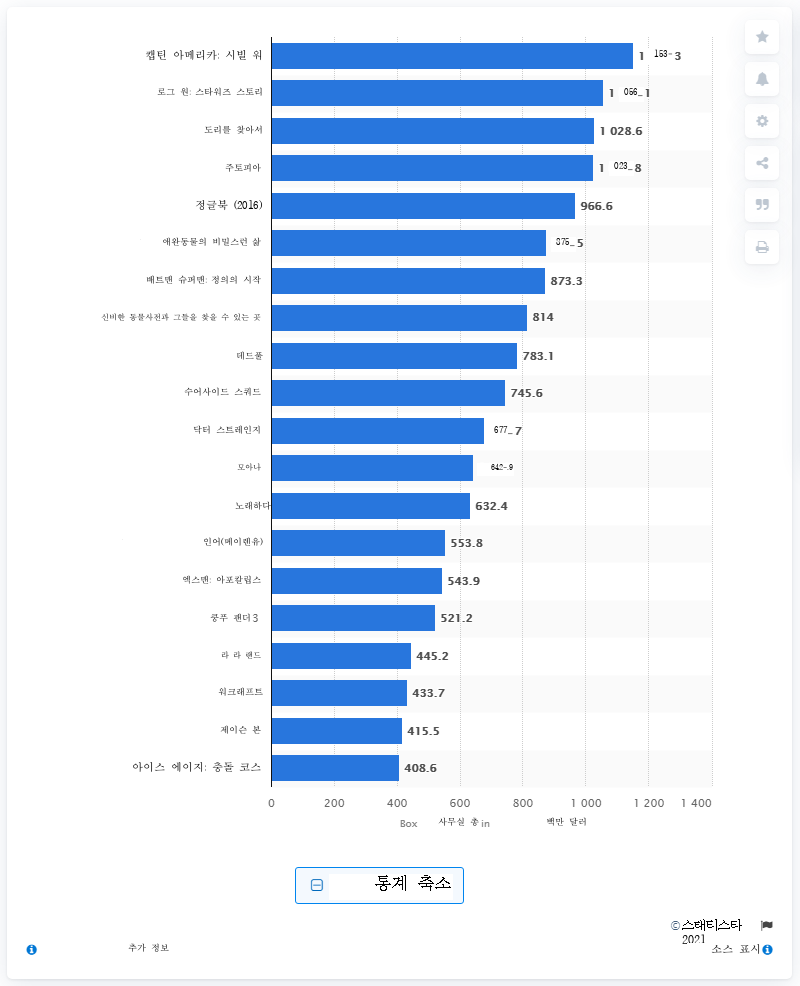 캡틴 아메리카: 시빌 워 1 153-3
로그 원: 스타워즈 스토리 1 056-1
도리를 찾아서 1 028.6
주토피아 1 023-8
정글북 (2016) 966.6
애완동물의 비밀스런 삶 875-5
배트맨 슈퍼맨: 정의의 시작 873.3
신비한 동물사전과 그들을 찾을 수 있는 곳 814
데드풀 783.1
수어사이드 스쿼드 745.6
닥터 스트레인지 677-7
모아나 642-.9
노래하다 632.4
인어(메이렌유) 553.8
엑스맨: 아포칼립스 543.9
쿵푸 팬더3 521.2
라 라 랜드 445.2
워크래프트 433.7
제이슨 본 415.5
아이스 에이지: 충돌 코스 408.6
0 200 400 600 800 1 000 1 200 1 400
Box 사무실 총 in 백만 달러
통계 축소
©스태티스타
2021
추가 정보 소스 표시